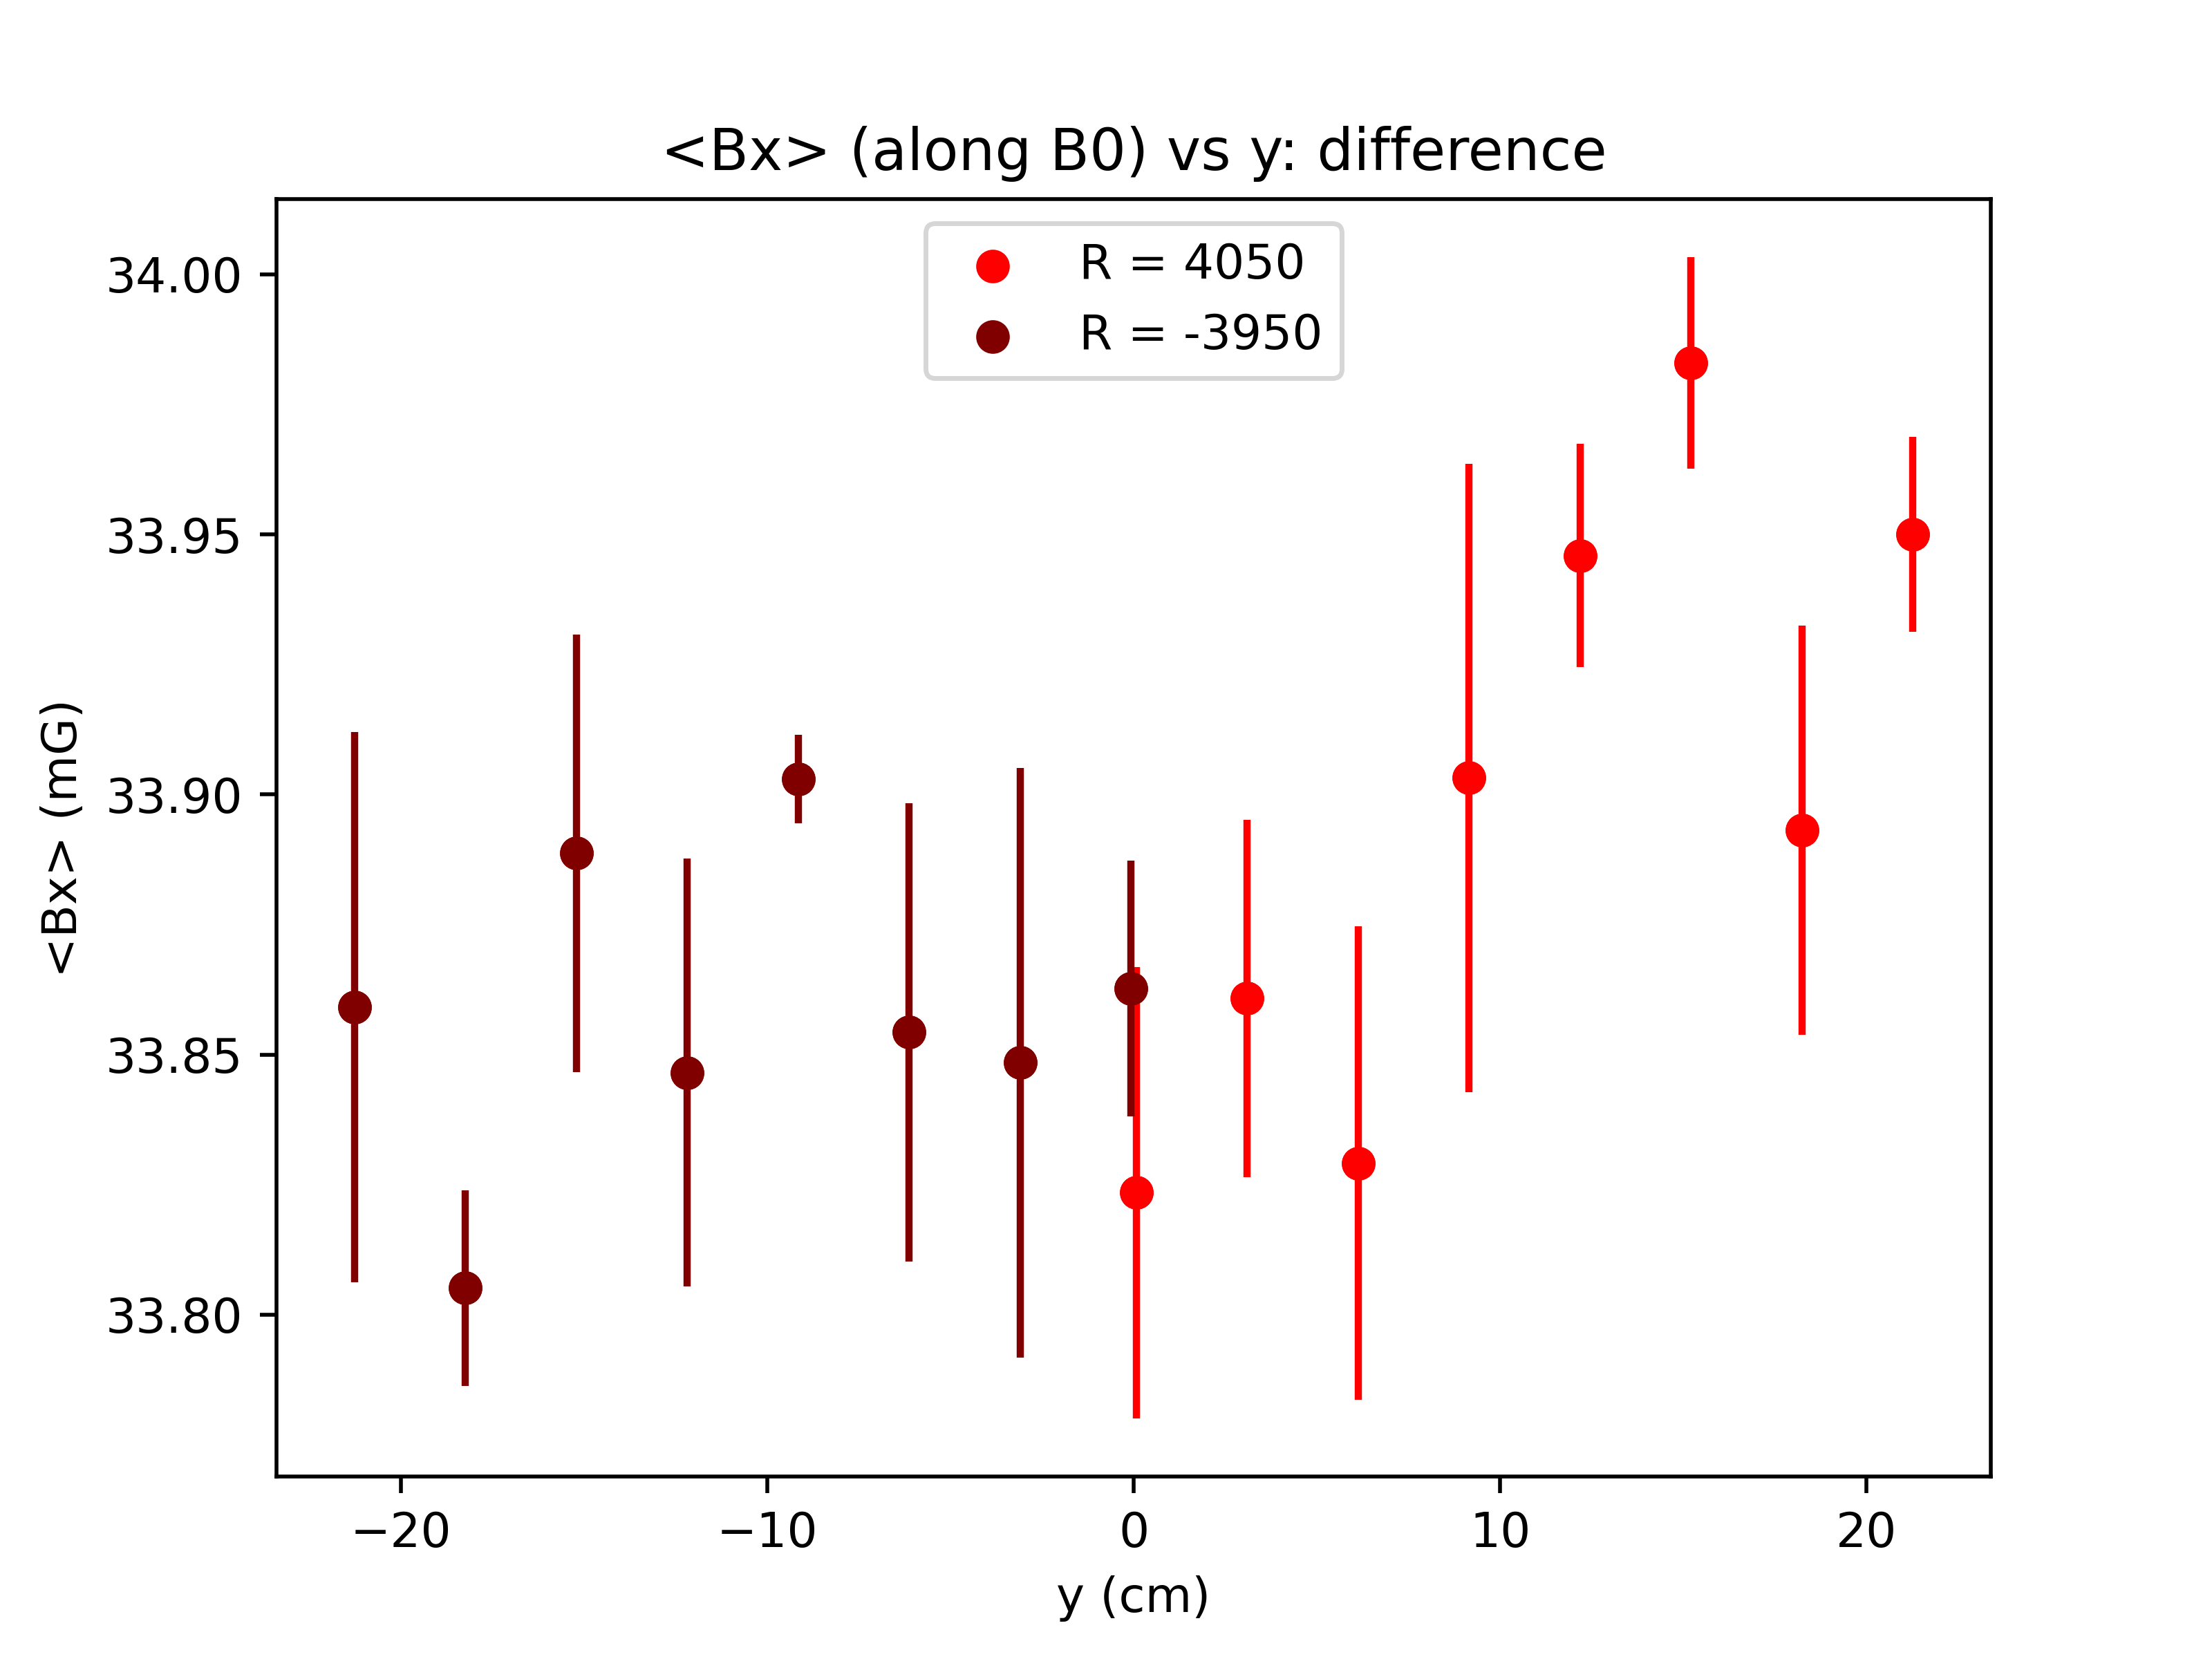 <Bx> (along B0) vs y: difference
R = 4050
R = -3950
34.00
33.95
33.90
33.85
33.80
<Bx> (mG)
−20 −10 0 10 20
y (cm)